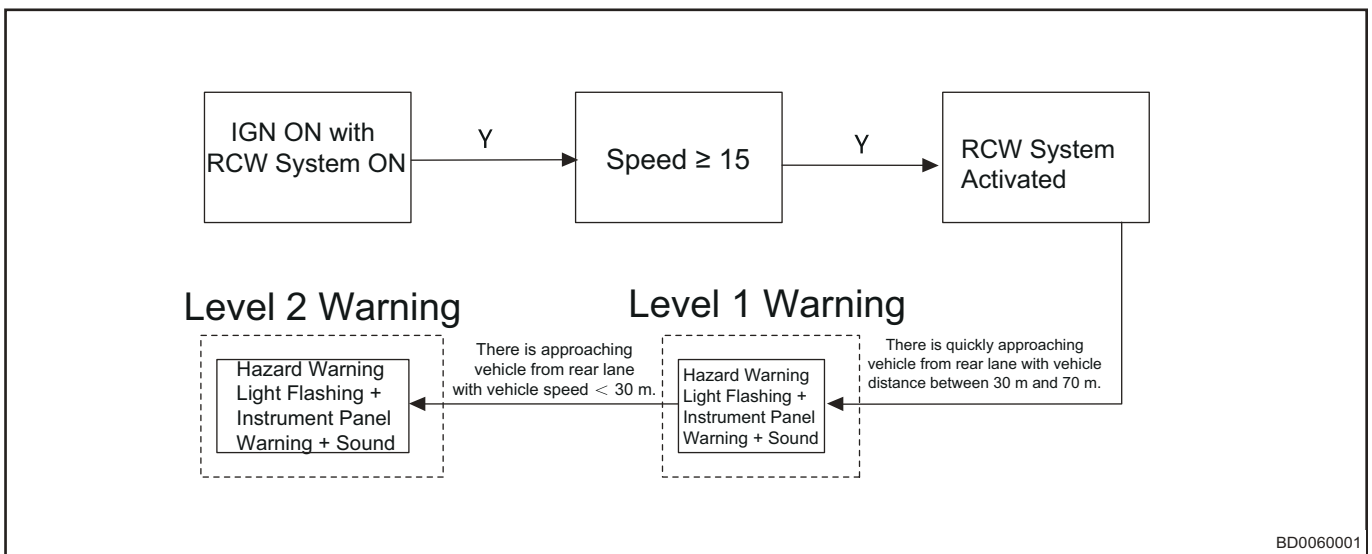 IGN ON with
RCW System ON
Y
Speed ≥ 15
Y
RCW System
Activated
Level 2 Warning
Level 1 Warning
There is quickly approaching
vehicle from rear lane with vehicle
distance between 30 m and 70 m.
There is approaching
vehicle from rear lane
with vehicle speed < 30 m.
Hazard Warning
Light Flashing +
Instrument Panel
Warning + Sound
Hazard Warning
Light Flashing +
Instrument Panel
Warning + Sound
BD0060001